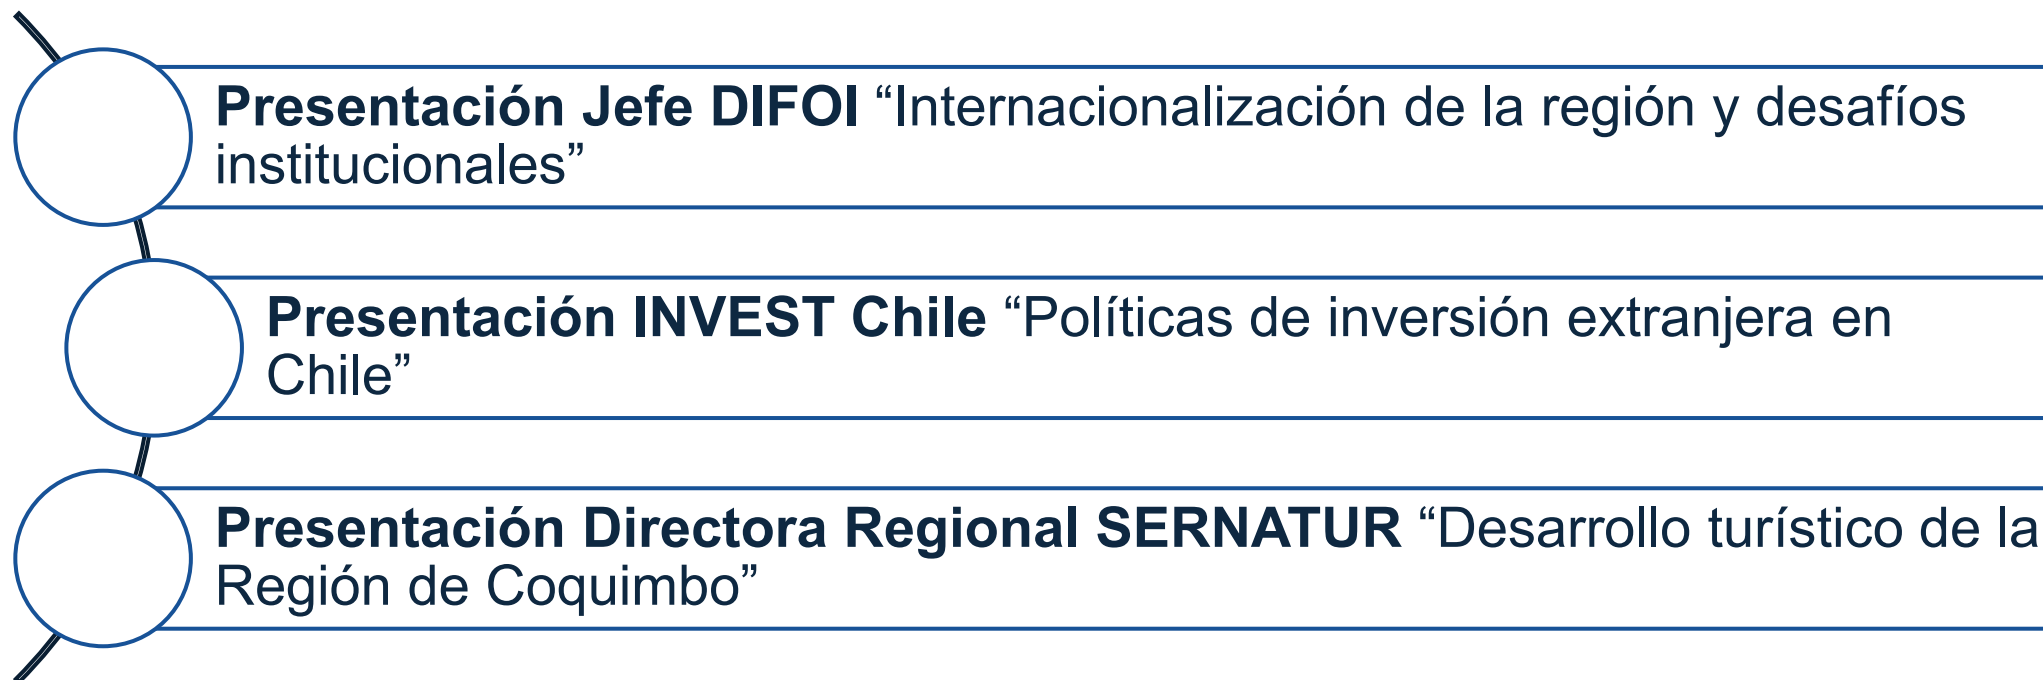 Presentación Jefe DIFOI “Internacionalización de la región y desafíos
institucionales”
Presentación INVEST Chile “Políticas de inversión extranjera en
Chile”
Presentación Directora Regional SERNATUR “Desarrollo turístico de la
Región de Coquimbo”